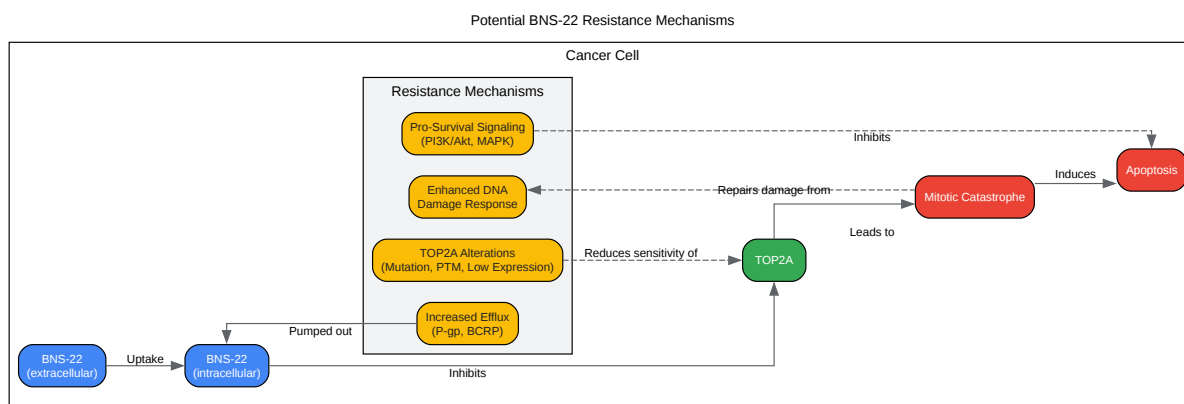 Potential BNS-22 Resistance Mechanisms
Cancer Cell
Resistance Mechanisms
Pro-Survival Signaling
(PI3K/Akt, MAPK)
Inhibits
Apoptosis
Induces
Enhanced DNA
Damage Response
Repairs damage from
Mitotic Catastrophe
Leads to
TOP2A Alterations
(Mutation, PTM, Low Expression)
Reduces sensitivity of
TOP2A
Increased Efflux
(P-gp, BCRP)
Pumped out
BNS-22
(extracellular)
Uptake
BNS-22
(intracellular)
Inhibits